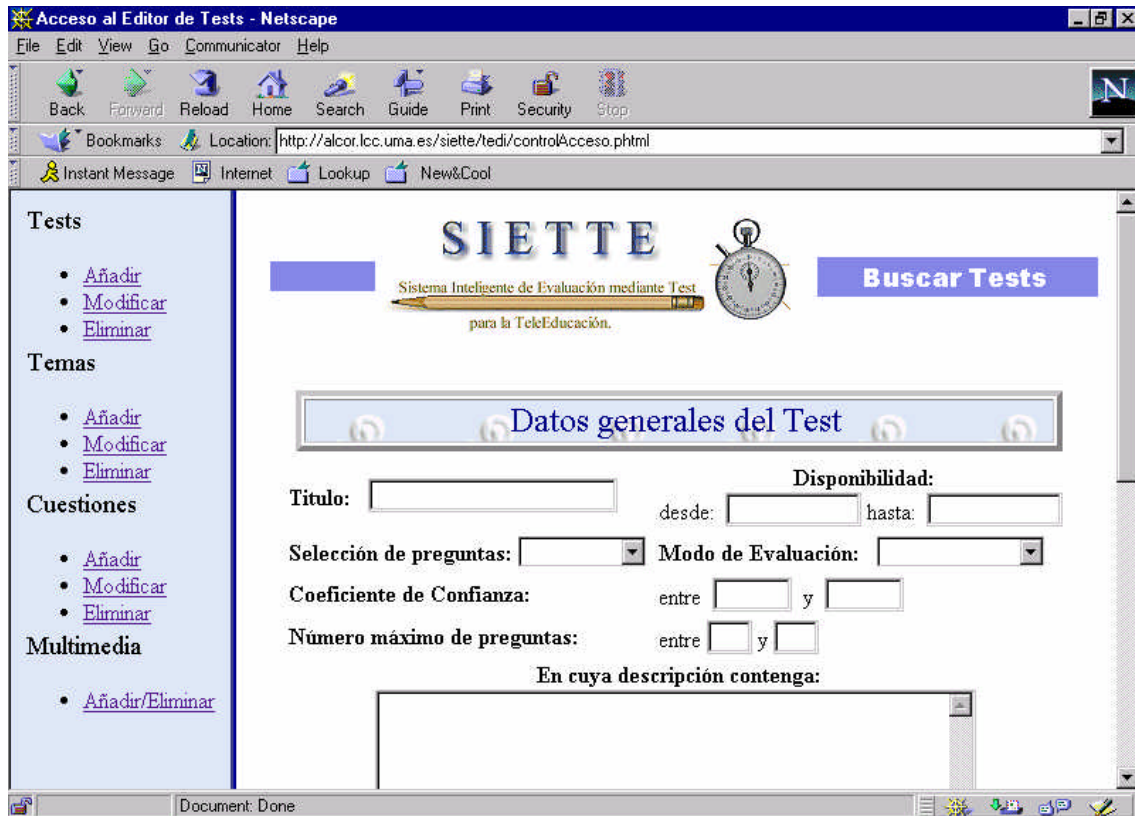 Acceso al Editor de Tests - Netscape
File Edit View Go Communicator Help
Back Forward Reload Home Search Guide Print Security Stop
N
Bookmarks Location: http://alcor.lcc.uma.es/siette/tedi/controlAcceso.phtml
Instant Message Internet Lookup New&Cool
Tests
Añadir
Modificar
Eliminar
Temas
Añadir
Modificar
Eliminar
Cuestiones
Añadir
Modificar
Eliminar
Multimedia
Añadir/Eliminar
SIETTE
Sistema Inteligente de Evaluación mediante Test
para la TeleEducación.
Buscar Tests
Datos generales del Test
Titulo:
Disponibilidad:
desde: hasta:
Selección de preguntas: Modo de Evaluación:
Coeficiente de Confianza: entre y
Número máximo de preguntas: entre y
En cuya descripción contenga:
Document: Done